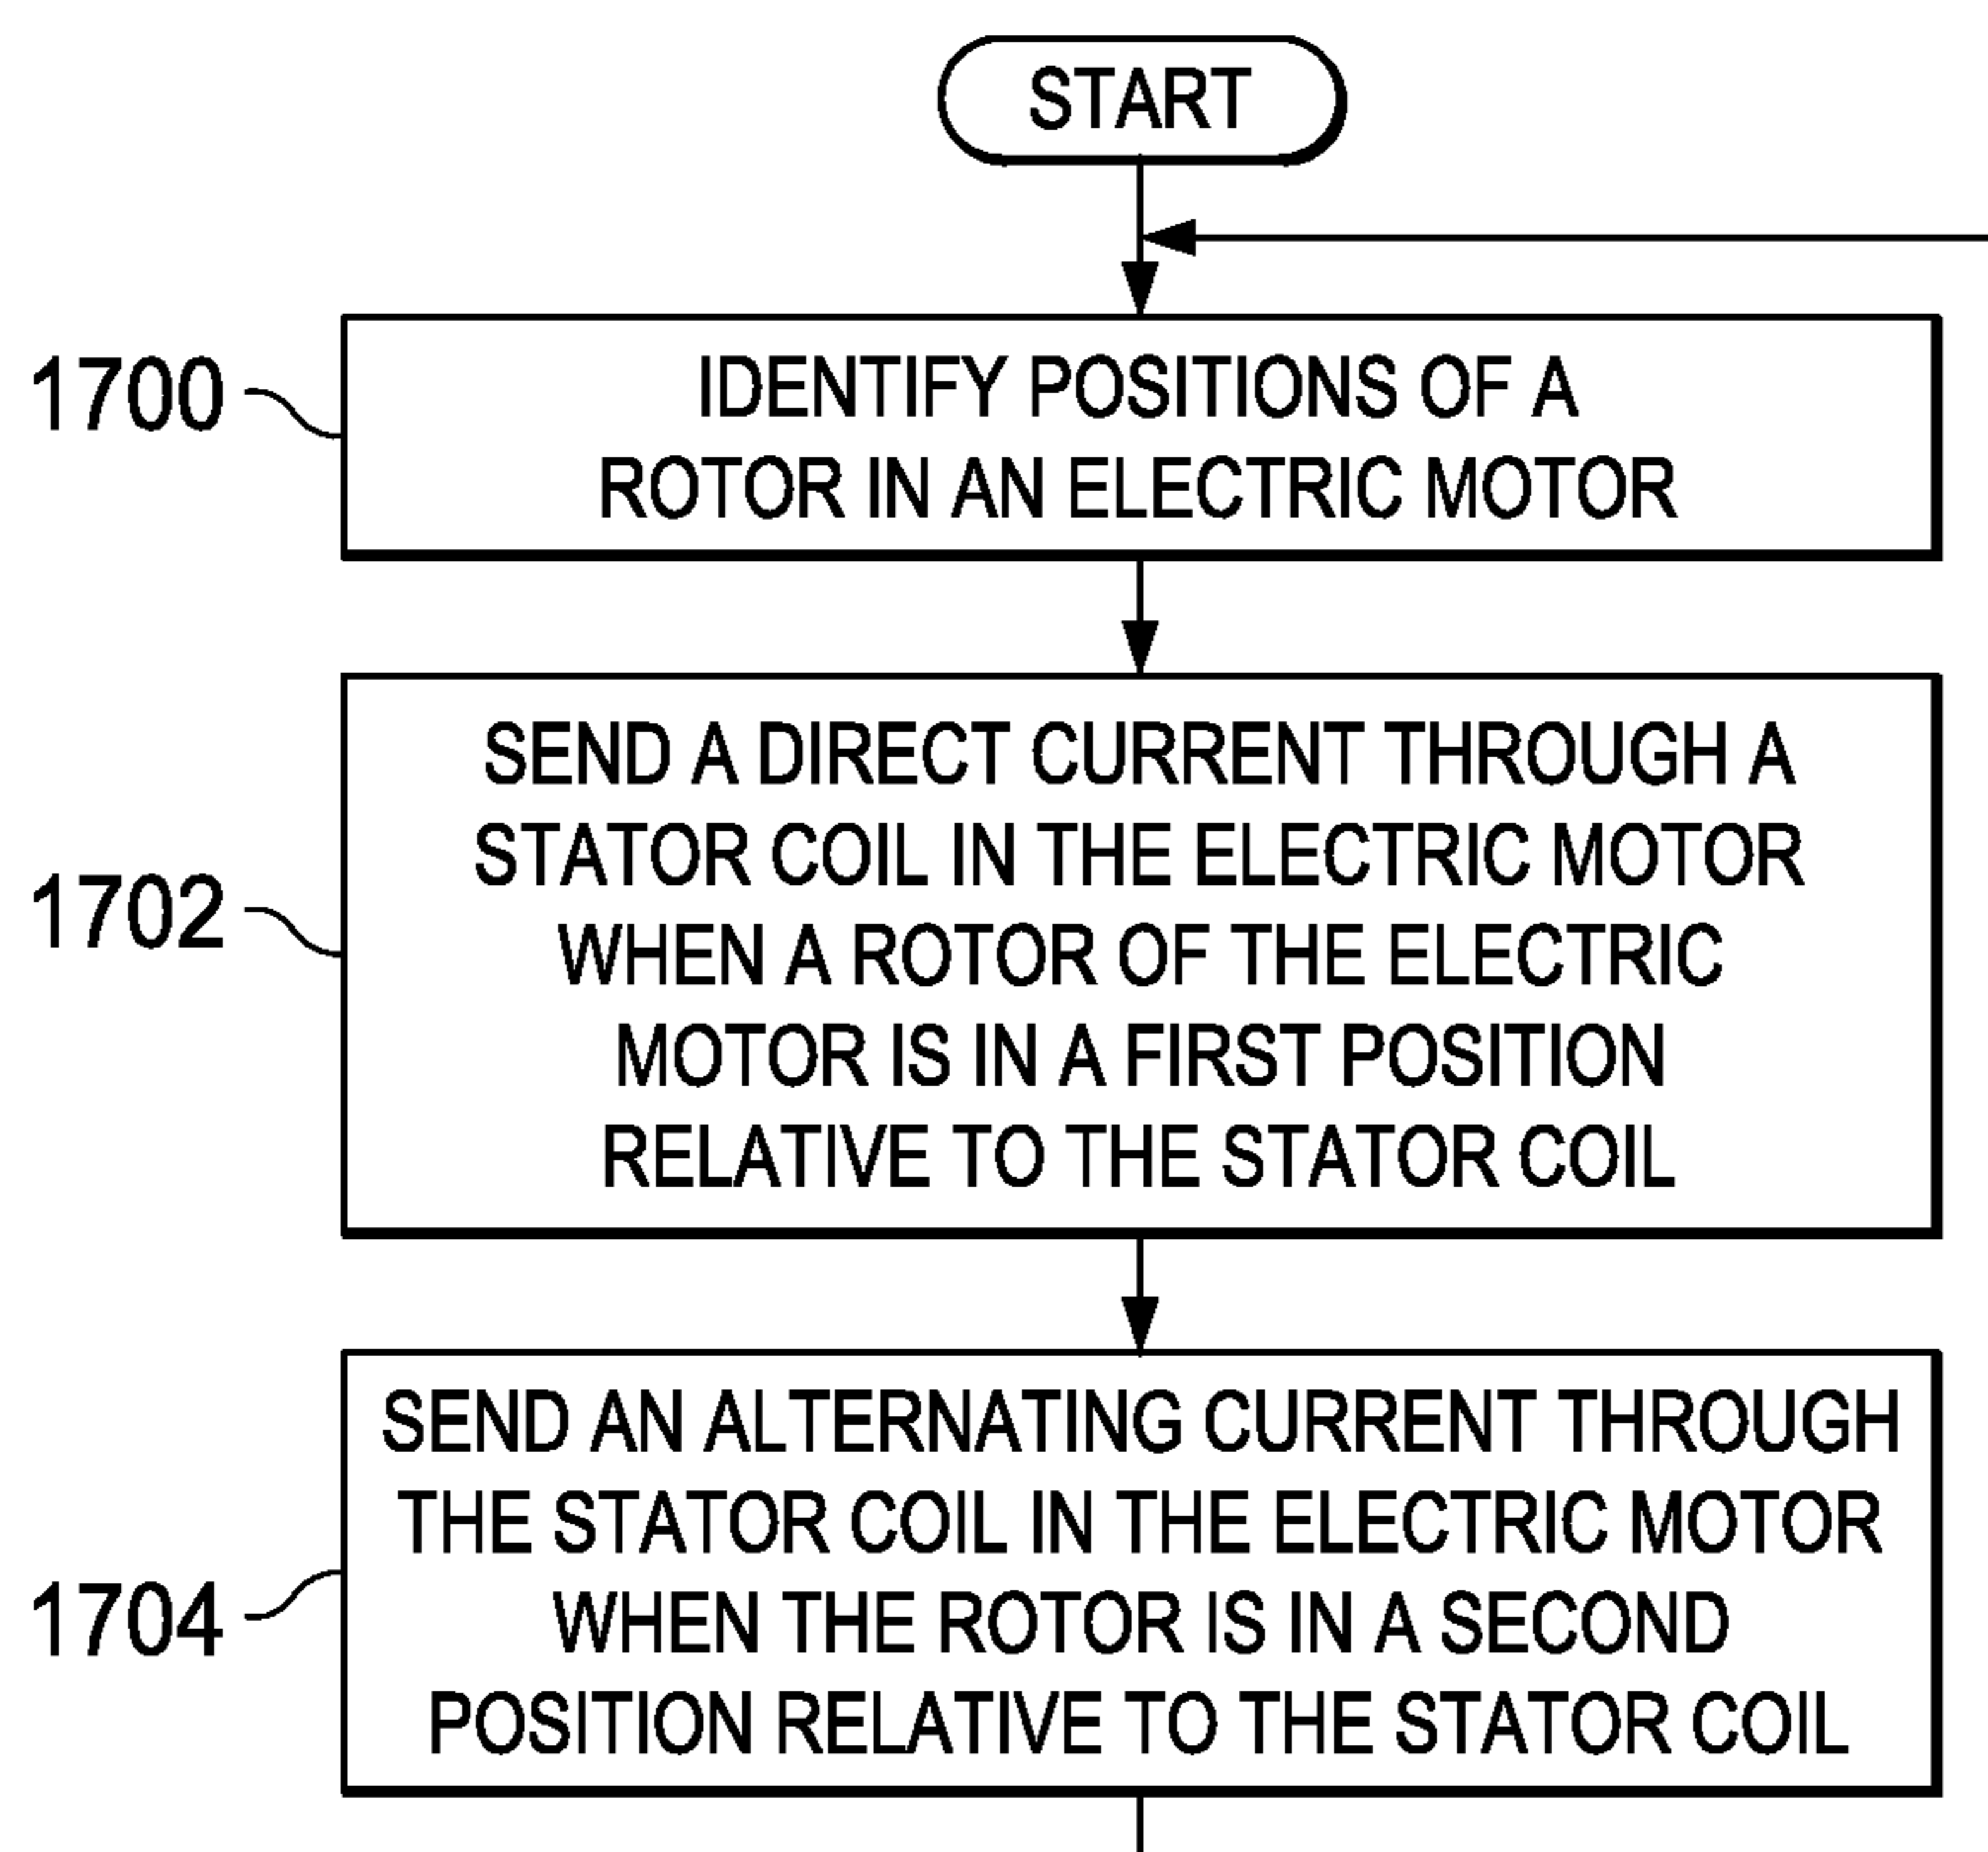 START
1700
IDENTIFY POSITIONS OF A
ROTOR IN AN ELECTRIC MOTOR
1702
SEND A DIRECT CURRENT THROUGH A
STATOR COIL IN THE ELECTRIC MOTOR
WHEN A ROTOR OF THE ELECTRIC
MOTOR IS IN A FIRST POSITION
RELATIVE TO THE STATOR COIL
1704
SEND AN ALTERNATING CURRENT THROUGH
THE STATOR COIL IN THE ELECTRIC MOTOR
WHEN THE ROTOR IS IN A SECOND
POSITION RELATIVE TO THE STATOR COIL